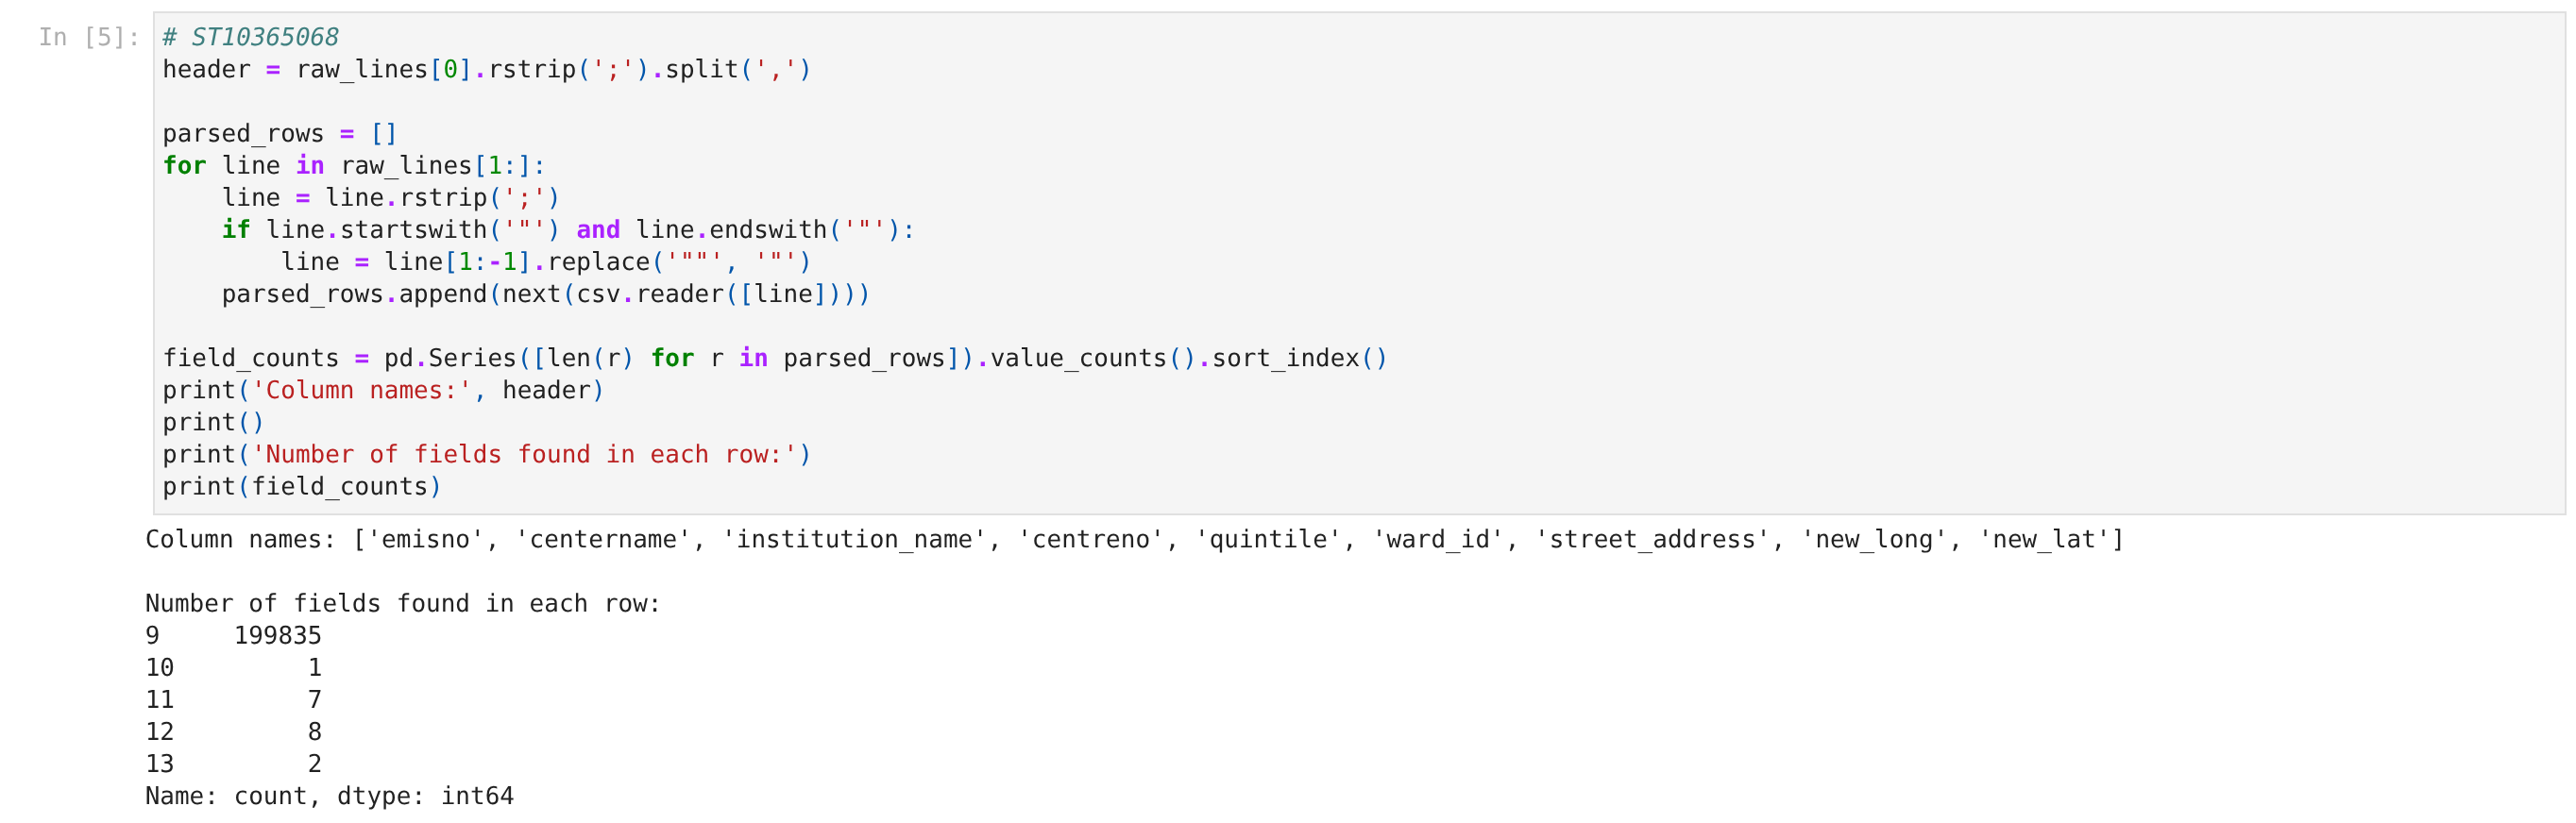 In [5]:
# ST10365068
header = raw_lines[0].rstrip(';').split(',')

parsed_rows = []
for line in raw_lines[1:]:
    line = line.rstrip(';')
    if line.startswith('"') and line.endswith('"'):
        line = line[1:-1].replace('""', '"')
    parsed_rows.append(next(csv.reader([line])))

field_counts = pd.Series([len(r) for r in parsed_rows]).value_counts().sort_index()
print('Column names:', header)
print()
print('Number of fields found in each row:')
print(field_counts)
Column names: ['emisno', 'centername', 'institution_name', 'centreno', 'quintile', 'ward_id', 'street_address', 'new_long', 'new_lat']

Number of fields found in each row:
9     199835
10         1
11         7
12         8
13         2
Name: count, dtype: int64